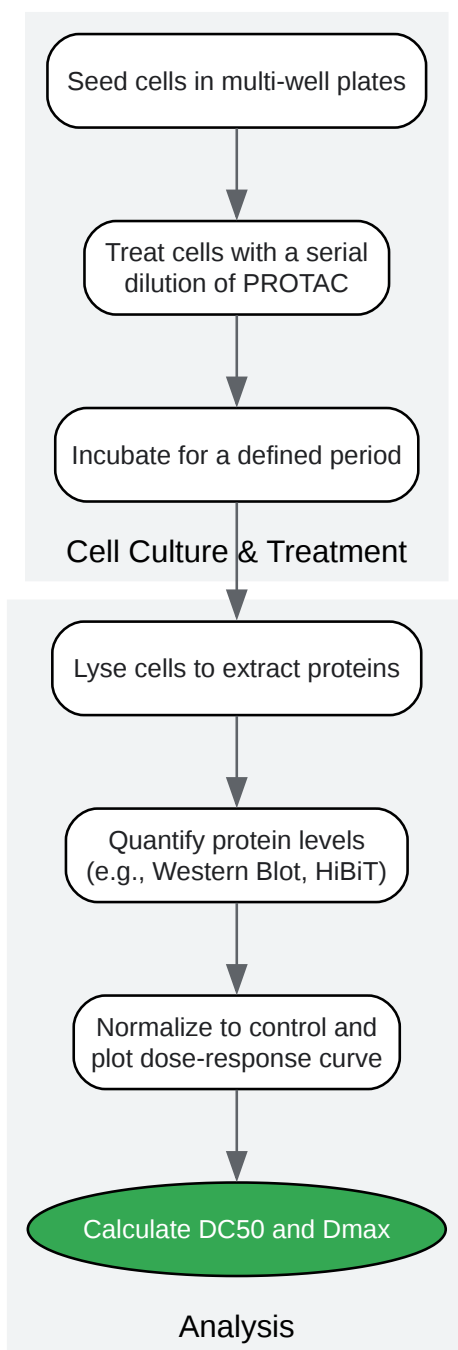 Seed cells in multi-well plates
Treat cells with a serial
dilution of PROTAC
Incubate for a defined period
Cell Culture & Treatment
Lyse cells to extract proteins
Quantify protein levels
(e.g., Western Blot, HiBiT)
Normalize to control and
plot dose-response curve
Calculate DC50 and Dmax
Analysis